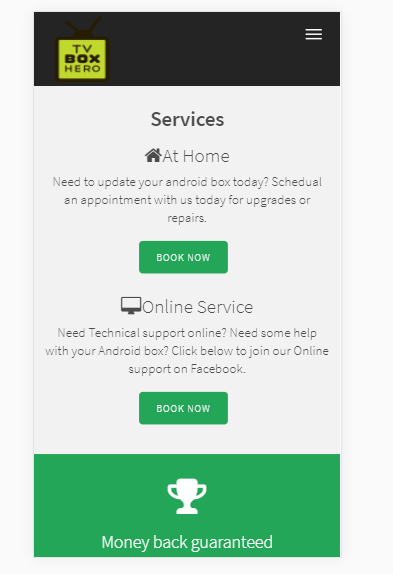 TV
BOX
HERO
Services
At Home
Need to update your android box today? Schedual
an appointment with us today for upgrades or
repairs.
BOOK NOW
Online Service
Need Technical support online? Need some help
with your Android box? Click below to join our Online
support on Facebook.
BOOK NOW
Money back guaranteed